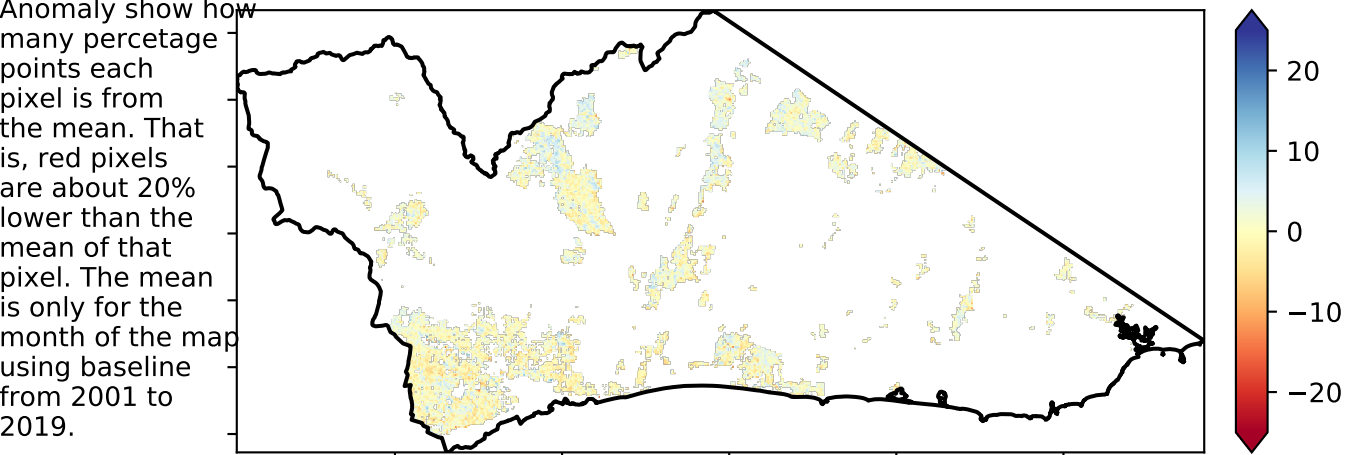 Anomaly show how
many percetage
points each
pixel is from
the mean. That
is, red pixels
are about 20%
lower than the
mean of that
pixel. The mean
is only for the
month of the map
using baseline
from 2001 to
2019.
20
10
0
−10
−20